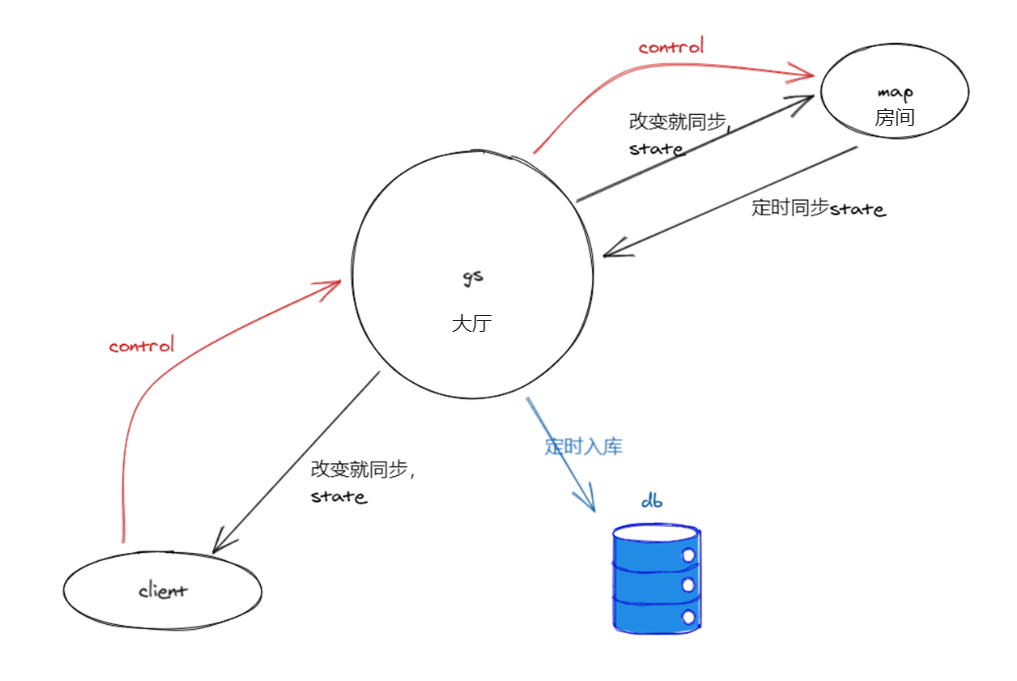 control
map
房间
改变就同步，
state
定时同步state
gs
大厅
control
改变就同步，
state
定时入库
db
client